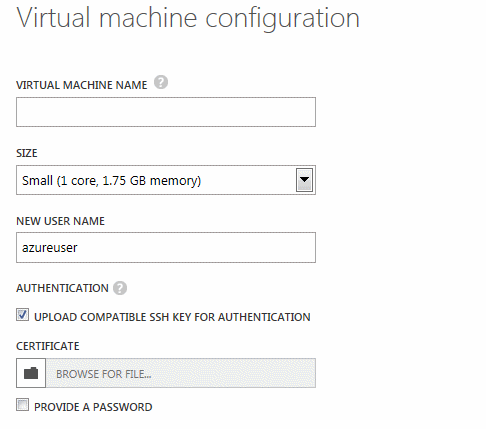 Virtual machine configuration
VIRTUAL MACHINE NAME ?
SIZE
Small (1 core, 1.75 GB memory)
NEW USER NAME
azureuser
AUTHENTICATION ?
UPLOAD COMPATIBLE SSH KEY FOR AUTHENTICATION
CERTIFICATE
BROWSE FOR FILE...
PROVIDE A PASSWORD